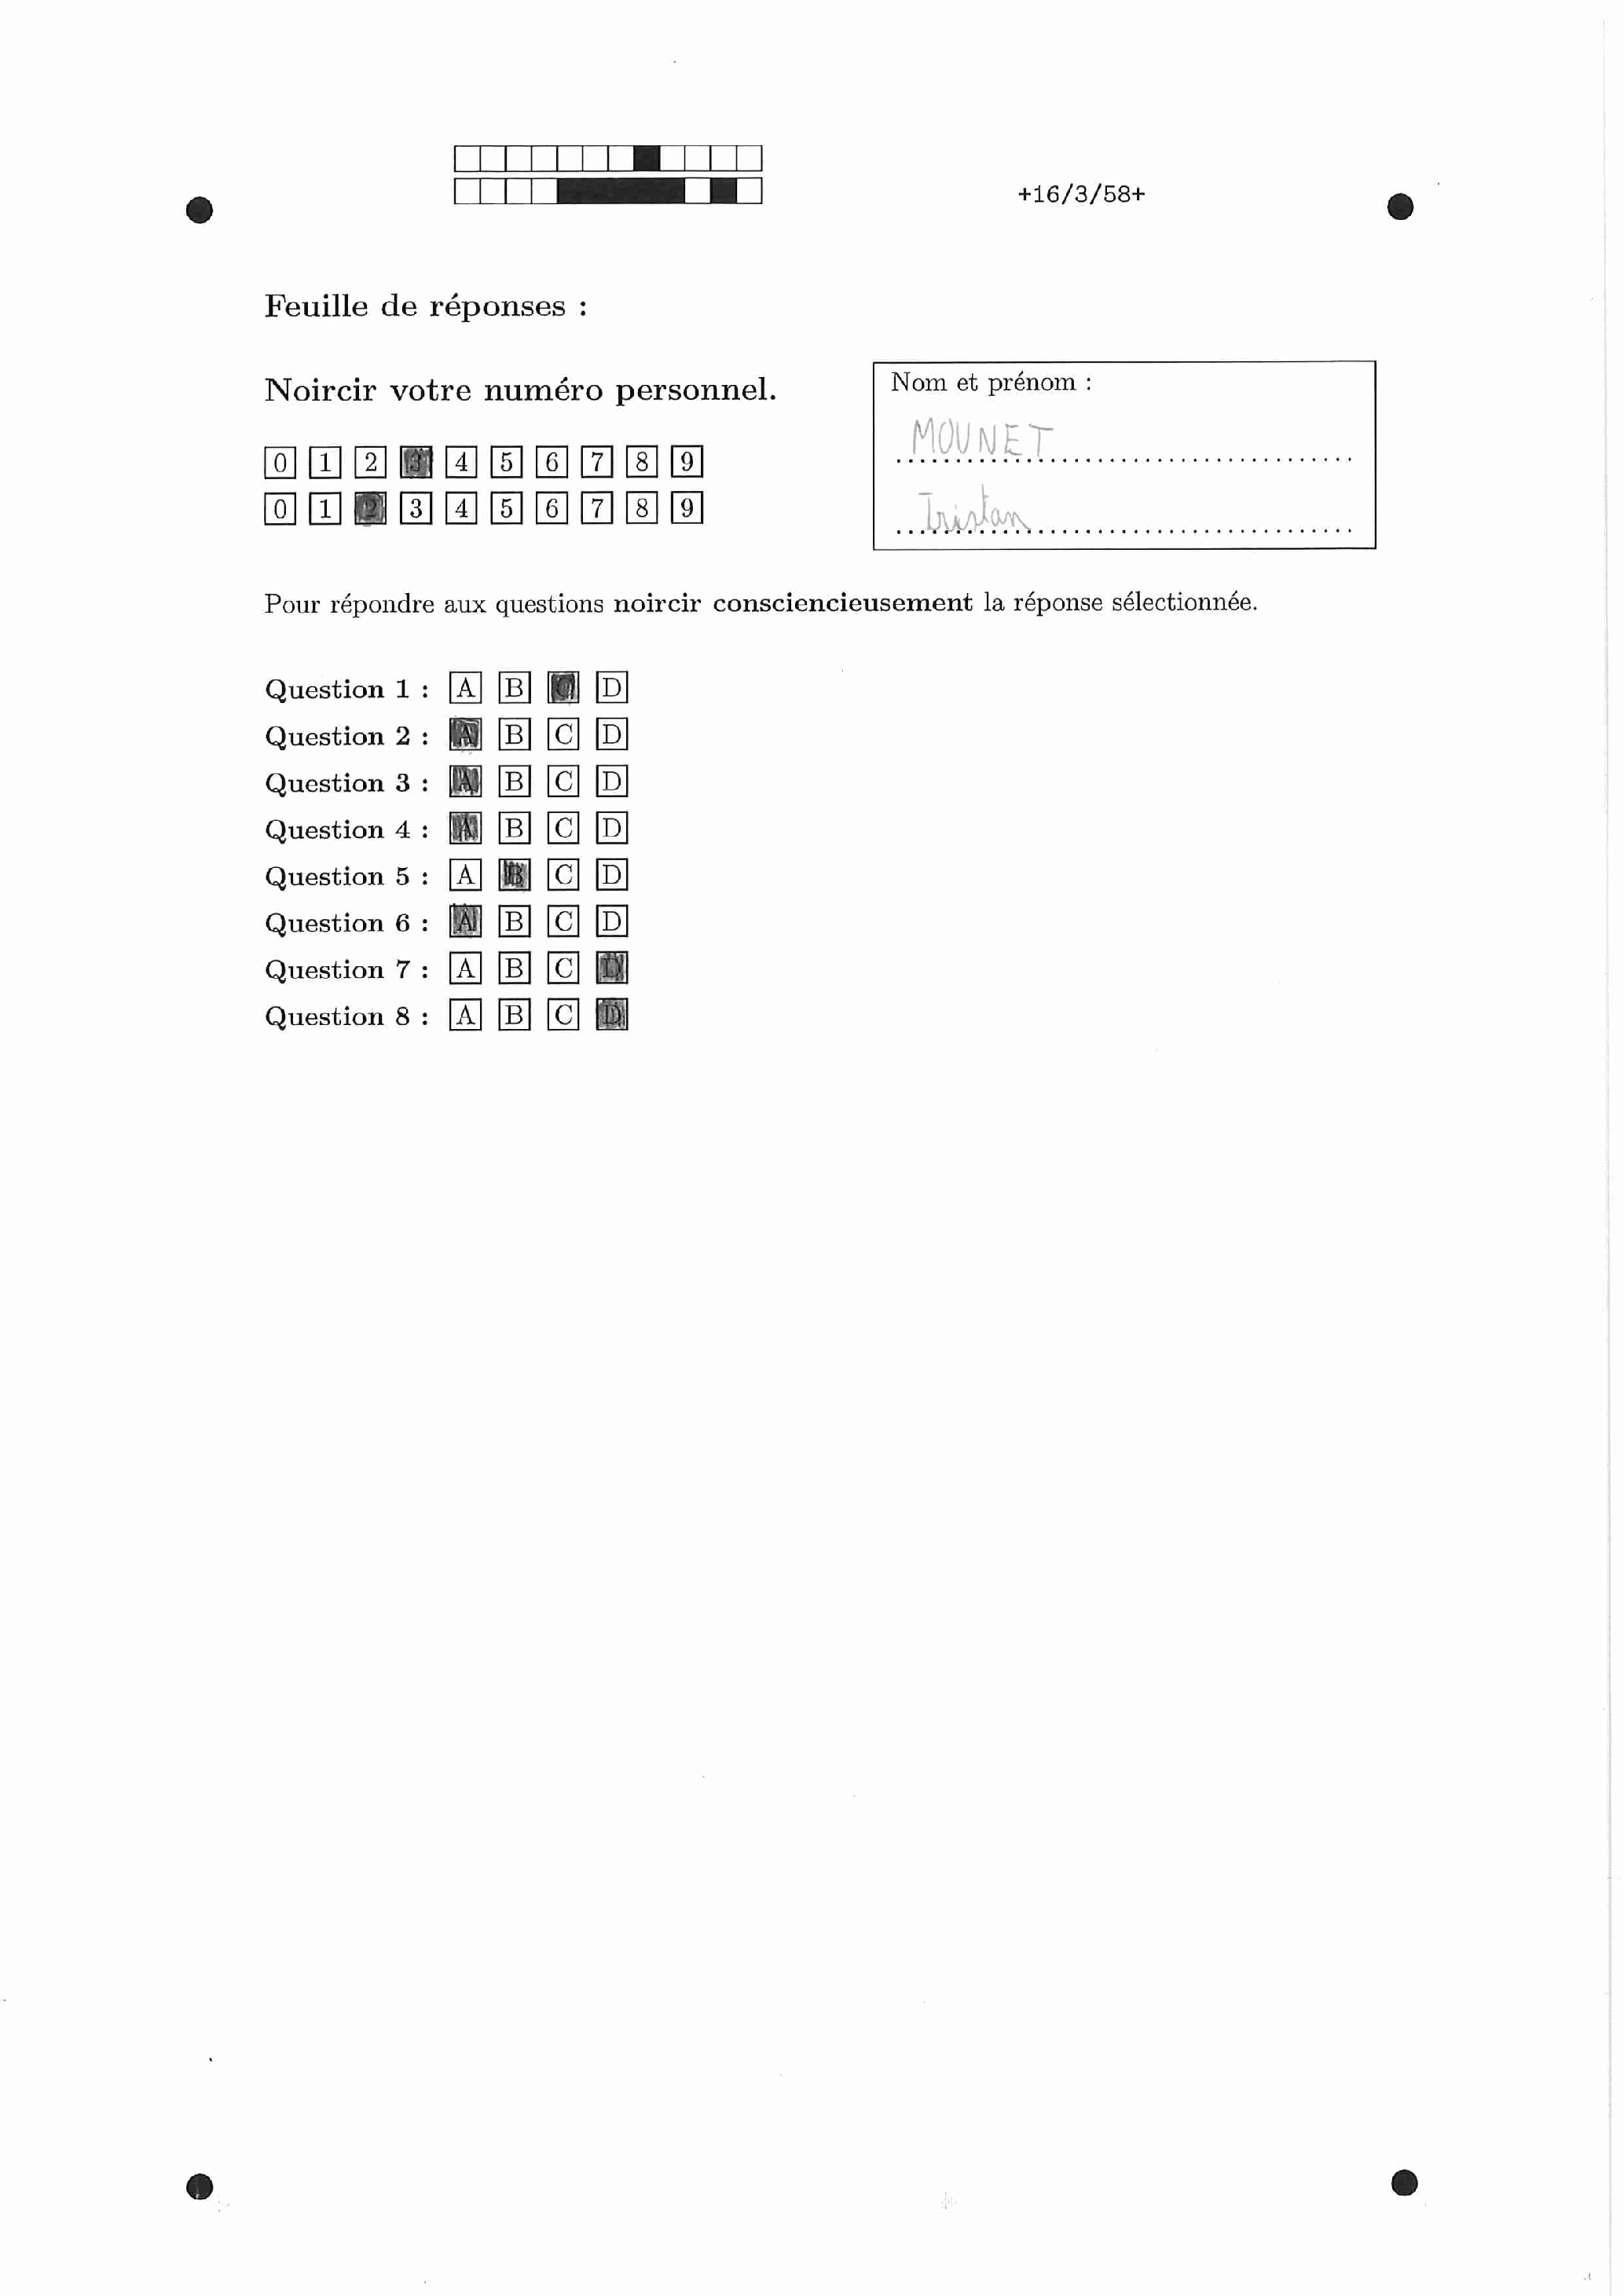 +16/3/58+
Feuille de réponses :
Noircir votre numéro personnel.
Nom et prénom :
MOUNET
Tristan
0 1 2 3 4 5 6 7 8 9
0 1 2 3 4 5 6 7 8 9
Pour répondre aux questions noircir consciencieusement la réponse sélectionnée.
Question 1 : A B C D
Question 2 : A B C D
Question 3 : A B C D
Question 4 : A B C D
Question 5 : A B C D
Question 6 : A B C D
Question 7 : A B C D
Question 8 : A B C D